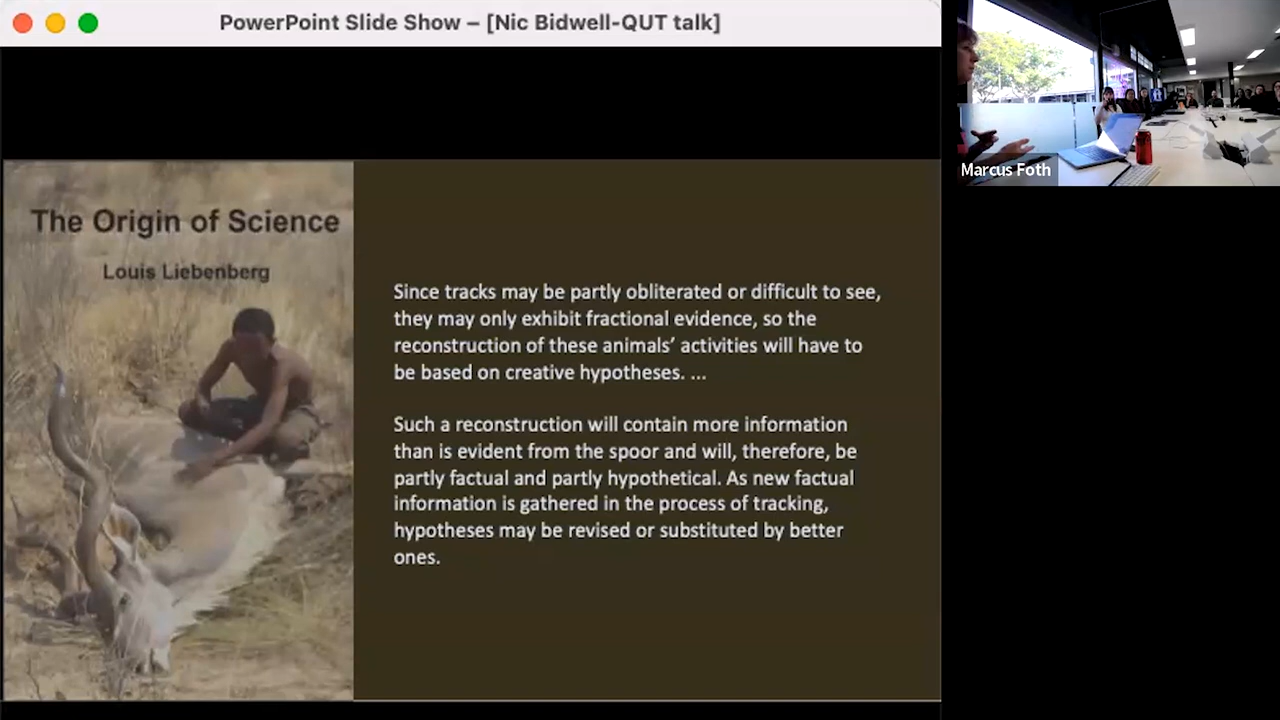 PowerPoint Slide Show – [Nic Bidwell-QUT talk]
Marcus Foth
The Origin of Science
Louis Liebenberg
Since tracks may be partly obliterated or difficult to see,
they may only exhibit fractional evidence, so the
reconstruction of these animals’ activities will have to
be based on creative hypotheses. ...
Such a reconstruction will contain more information
than is evident from the spoor and will, therefore, be
partly factual and partly hypothetical. As new factual
information is gathered in the process of tracking,
hypotheses may be revised or substituted by better
ones.